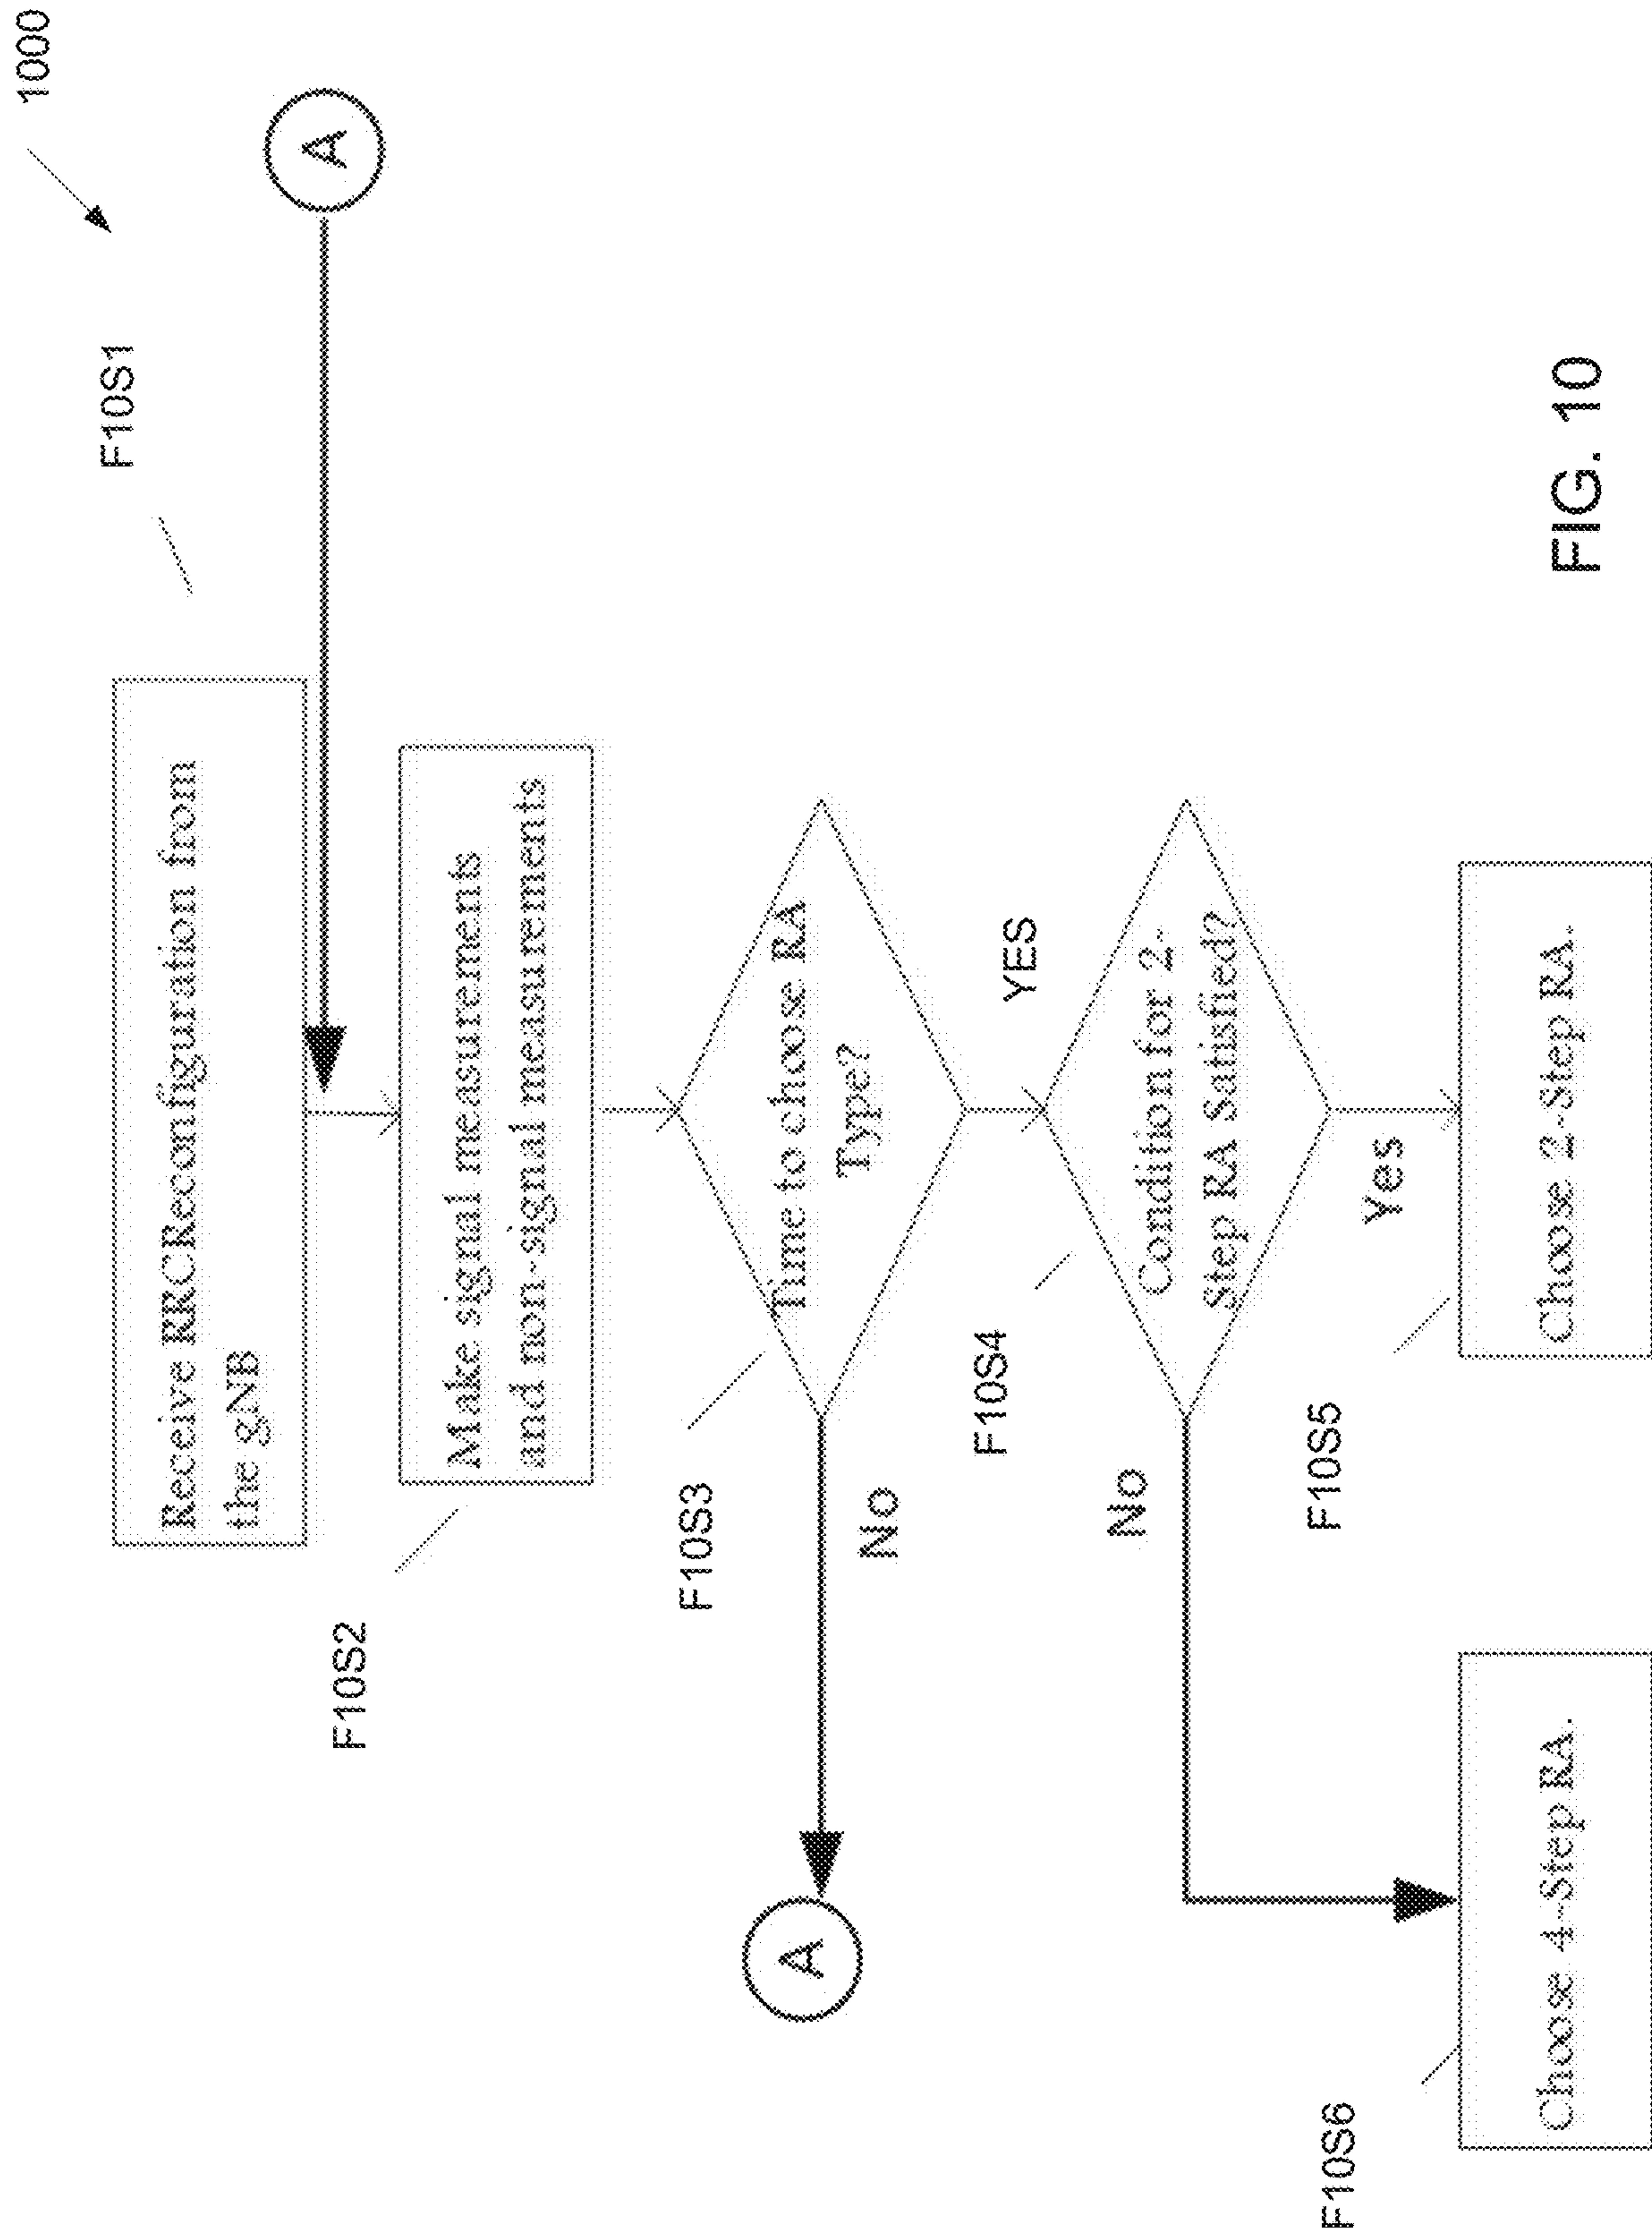 1000
F10S1
A
Receive RRCReconfiguration from
the gNB
F10S2
Make signal measurements
and non-signal measurements
F10S3
Time to choose RA
Type?
No
A
YES
F10S4
Condition for 2-
Step RA Satisfied?
No
Yes
F10S5
Choose 2-Step RA.
F10S6
Choose 4-Step RA.
FIG. 10